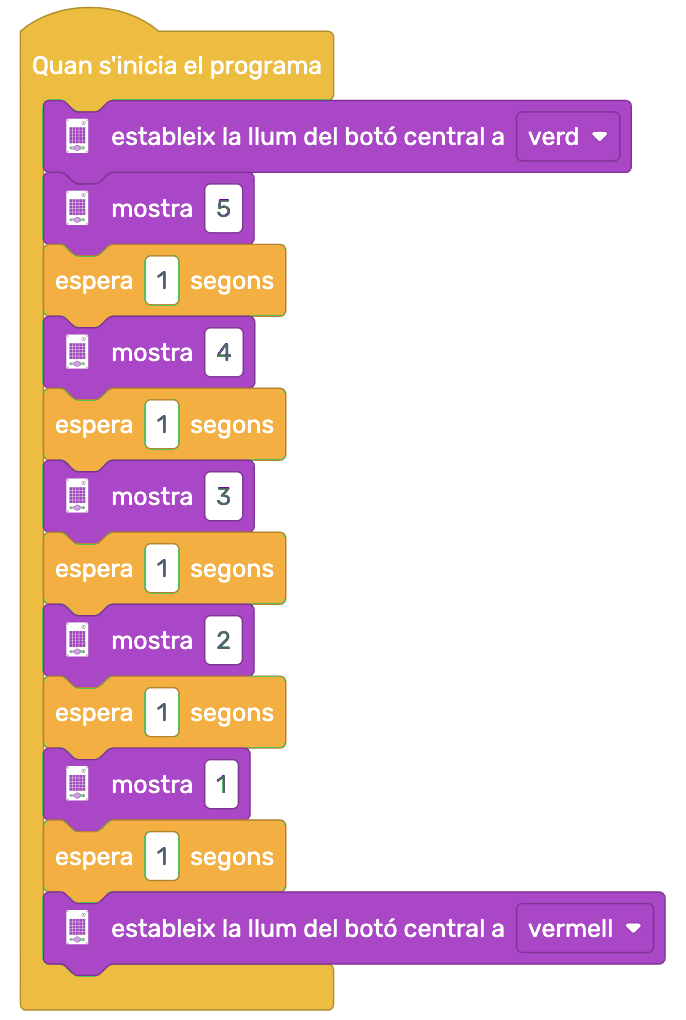 Quan s'inicia el programa
estableix la llum del botó central a verd
mostra 5
espera 1 segons
mostra 4
espera 1 segons
mostra 3
espera 1 segons
mostra 2
espera 1 segons
mostra 1
espera 1 segons
estableix la llum del botó central a vermell